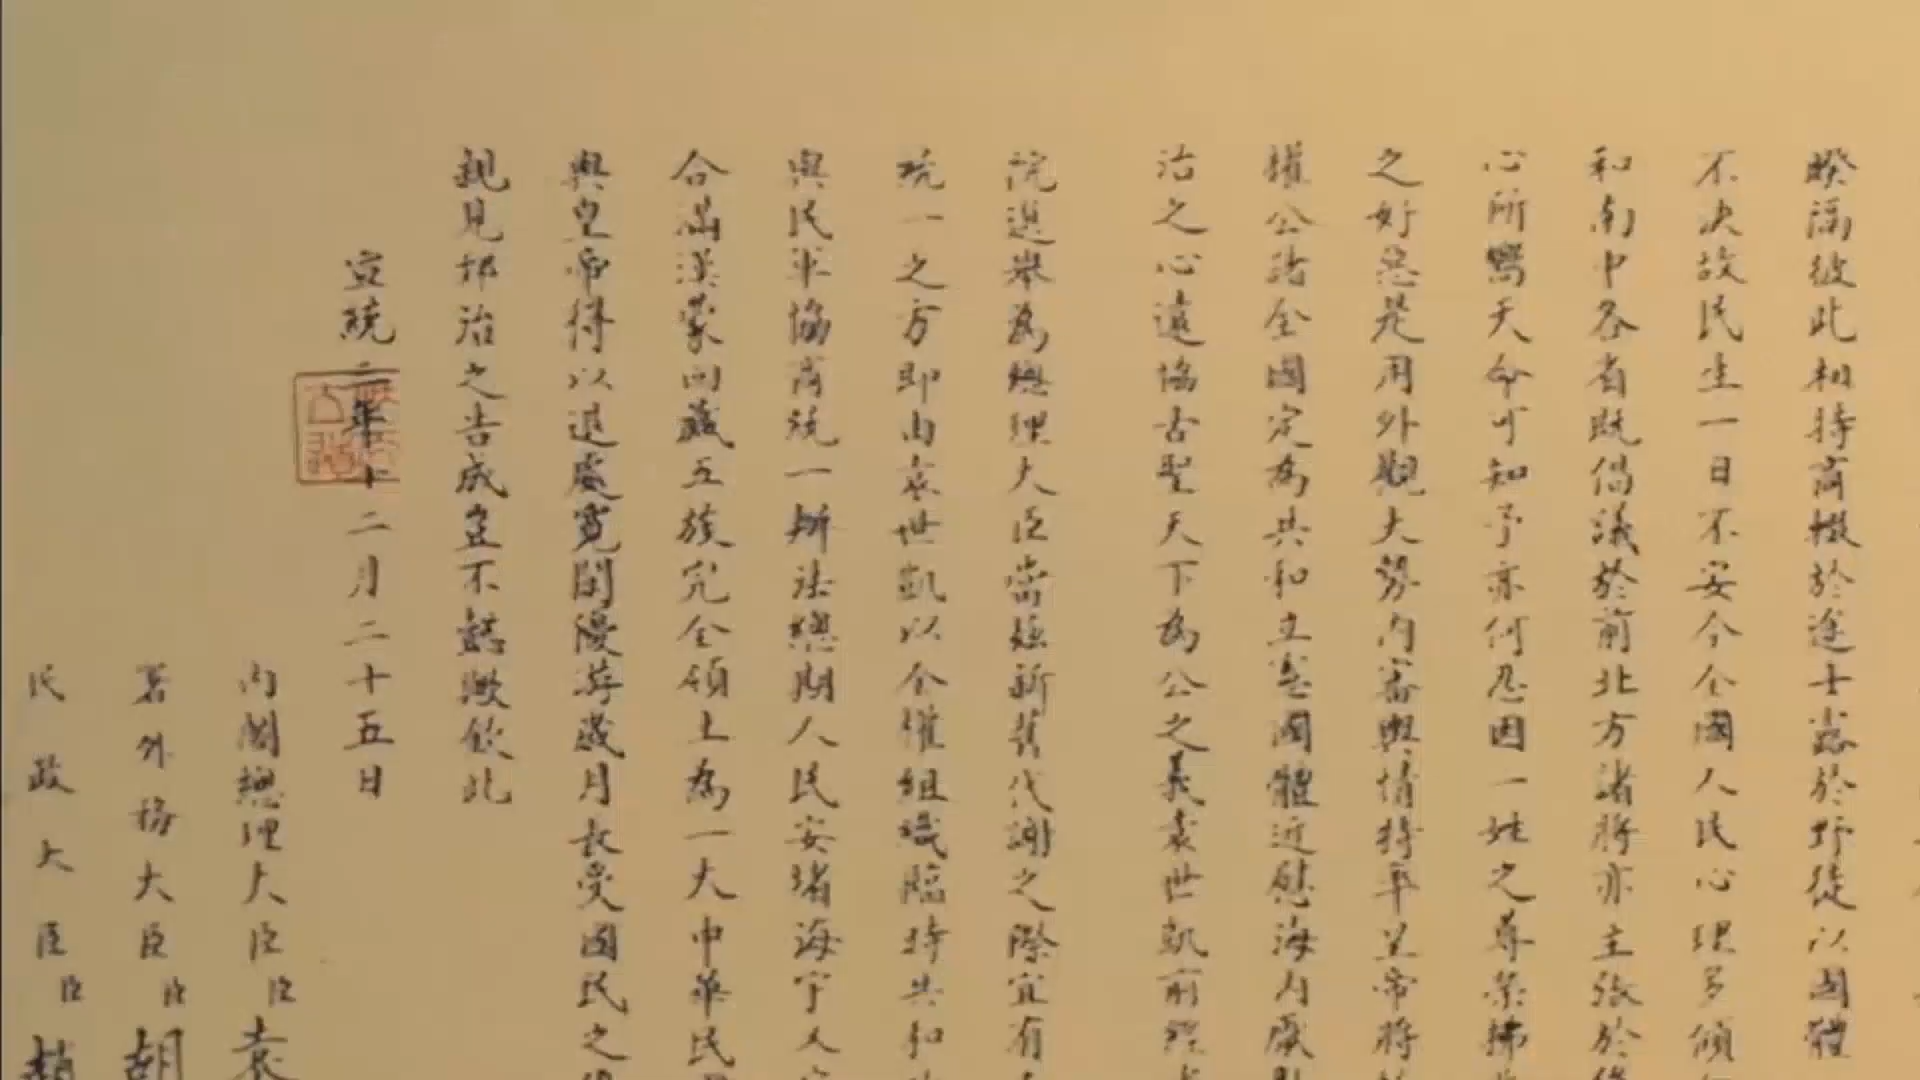 暌隔彼此相持商輟於途士露於野徒以國體
不決故民生一日不安今全國人民心理多傾
和南中各省既倡議於前北方諸將亦主張於
心所嚮天命可知予亦何忍因一姓之尊榮拂
之好惡是用外觀大勢內審輿情特率皇帝將
權公諸全國定為共和立憲國體近慰海內厭
治之心遠協古聖天下為公之義袁世凱前經
院選舉為總理大臣當茲新舊代謝之際宜有
統一之方即由袁世凱以全權組織臨時共和
與民軍協商統一辦法總期人民安堵海宇乂
合滿漢蒙回藏五族完全領土為一大中華民
與皇帝得以退處寬閒優游歲月長受國民之
親見郅治之告成豈不懿歟欽此
宣統三年十二月二十五日
內閣總理大臣臣袁
署外務大臣臣胡
民政大臣臣趙